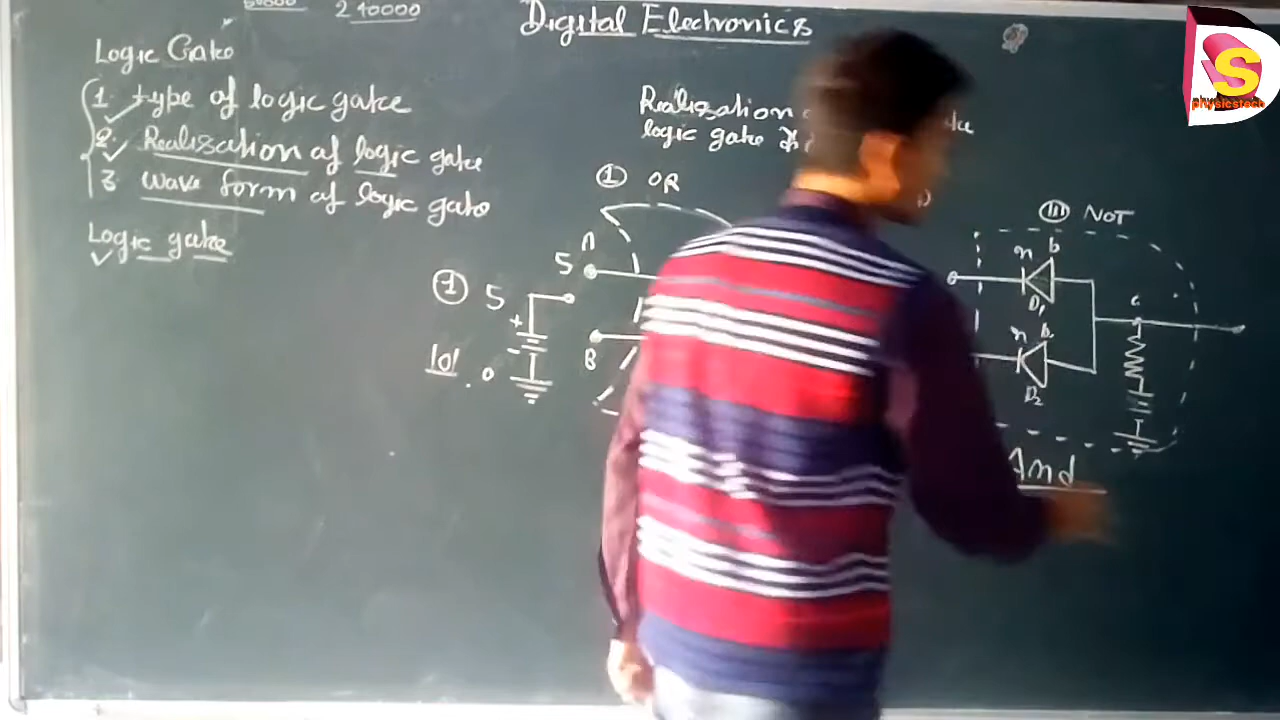 240000
Digital Electronics
Logic Gate
1. type of logic gate
2. Realisation of logic gate
3 wave form of logic gate
Logic gate
Realisation
logic gate
① OR
III NOT
A
5
B
① 5
+
-
101
0
n p
D1
n p
D2
c
And
DS
physicstech